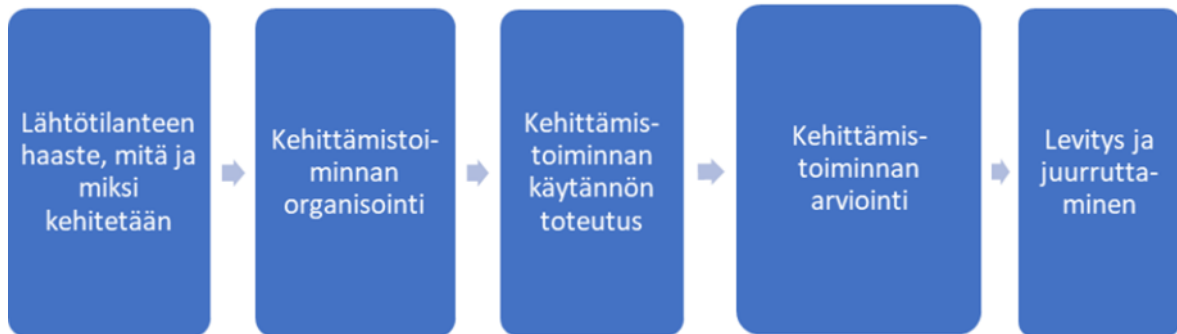 Lähtötilanteen
haaste, mitä ja
miksi
kehitetään
Kehittämistoi-
minnan
organisointi
Kehittämis-
toiminnan
käytännön
toteutus
Kehittämis-
toiminnan
arviointi
Levitys ja
juurrutta-
minen